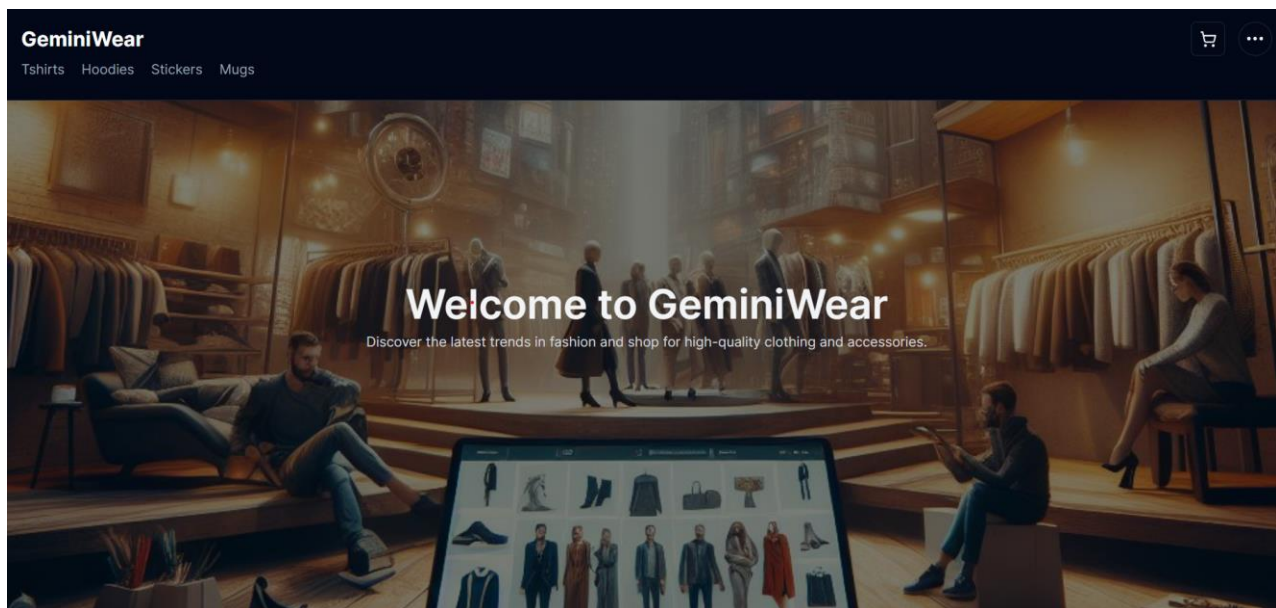 GeminiWear
Tshirts Hoodies Stickers Mugs
Welcome to GeminiWear
Discover the latest trends in fashion and shop for high-quality clothing and accessories.